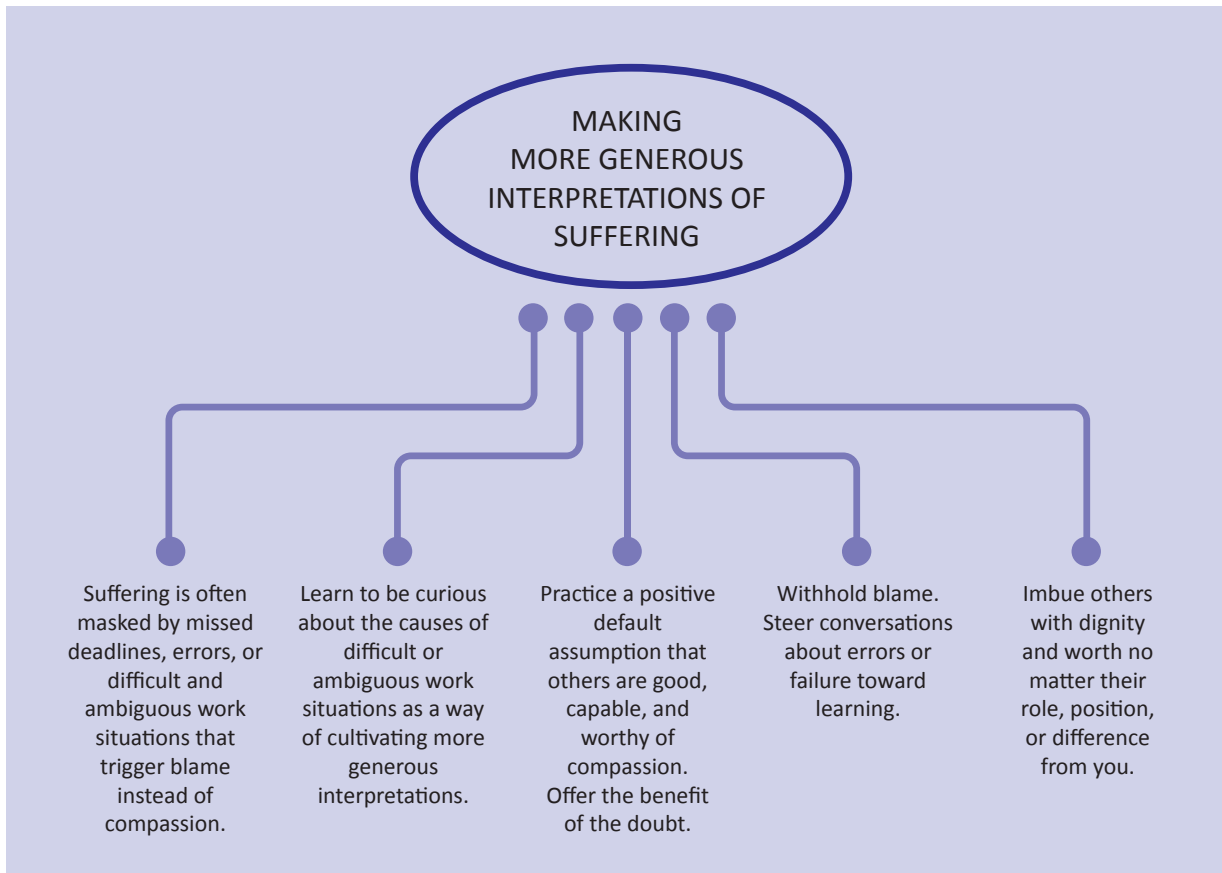 MAKING
MORE GENEROUS
INTERPRETATIONS OF
SUFFERING
Suffering is often
masked by missed
deadlines, errors, or
difficult and
ambiguous work
situations that
trigger blame
instead of
compassion.
Learn to be curious
about the causes of
difficult or
ambiguous work
situations as a way
of cultivating more
generous
interpretations.
Practice a positive
default
assumption that
others are good,
capable, and
worthy of
compassion.
Offer the benefit
of the doubt.
Withhold blame.
Steer conversations
about errors or
failure toward
learning.
Imbue others
with dignity
and worth no
matter their
role, position,
or difference
from you.